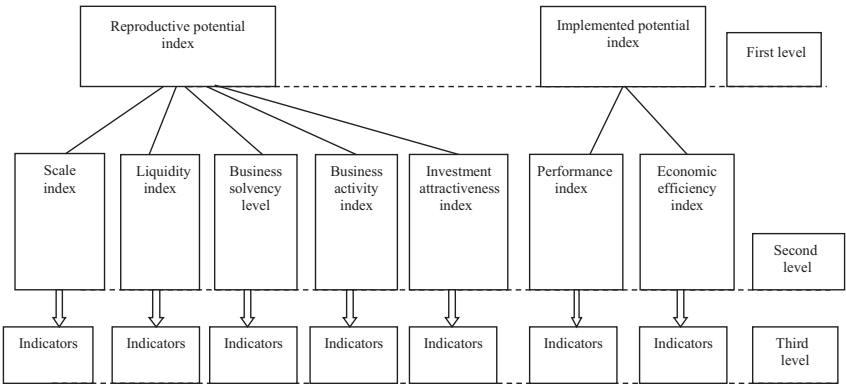 Reproductive potential
index
Implemented potential
index
First level
Scale
index
Liquidity
index
Business
solvency
level
Business
activity
index
Investment
attractiveness
index
Performance
index
Economic
efficiency
index
Second
level
Indicators
Indicators
Indicators
Indicators
Indicators
Indicators
Indicators
Third
level